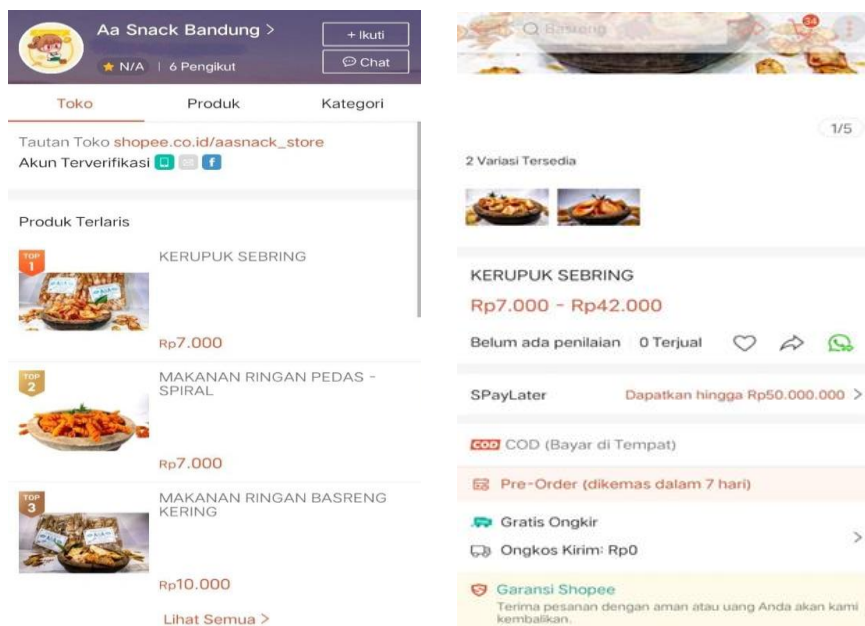 Aa Snack Bandung >
+ Ikuti
N/A | 6 Pengikut
Chat
Toko Produk Kategori
Tautan Toko shopee.co.id/aasnack_store
Akun Terverifikasi
Produk Terlaris
TOP
1
KERUPUK SEBRING
Rp7.000
TOP
2
MAKANAN RINGAN PEDAS -
SPIRAL
Rp7.000
TOP
3
MAKANAN RINGAN BASRENG
KERING
Rp10.000
Lihat Semua >
Basreng
34
1/5
2 Variasi Tersedia
KERUPUK SEBRING
Rp7.000 - Rp42.000
Belum ada penilaian 0 Terjual
SPayLater Dapatkan hingga Rp50.000.000 >
COD COD (Bayar di Tempat)
Pre-Order (dikemas dalam 7 hari)
Gratis Ongkir
Ongkos Kirim: Rp0
Garansi Shopee
Terima pesanan dengan aman atau uang Anda akan kami
kembalikan.